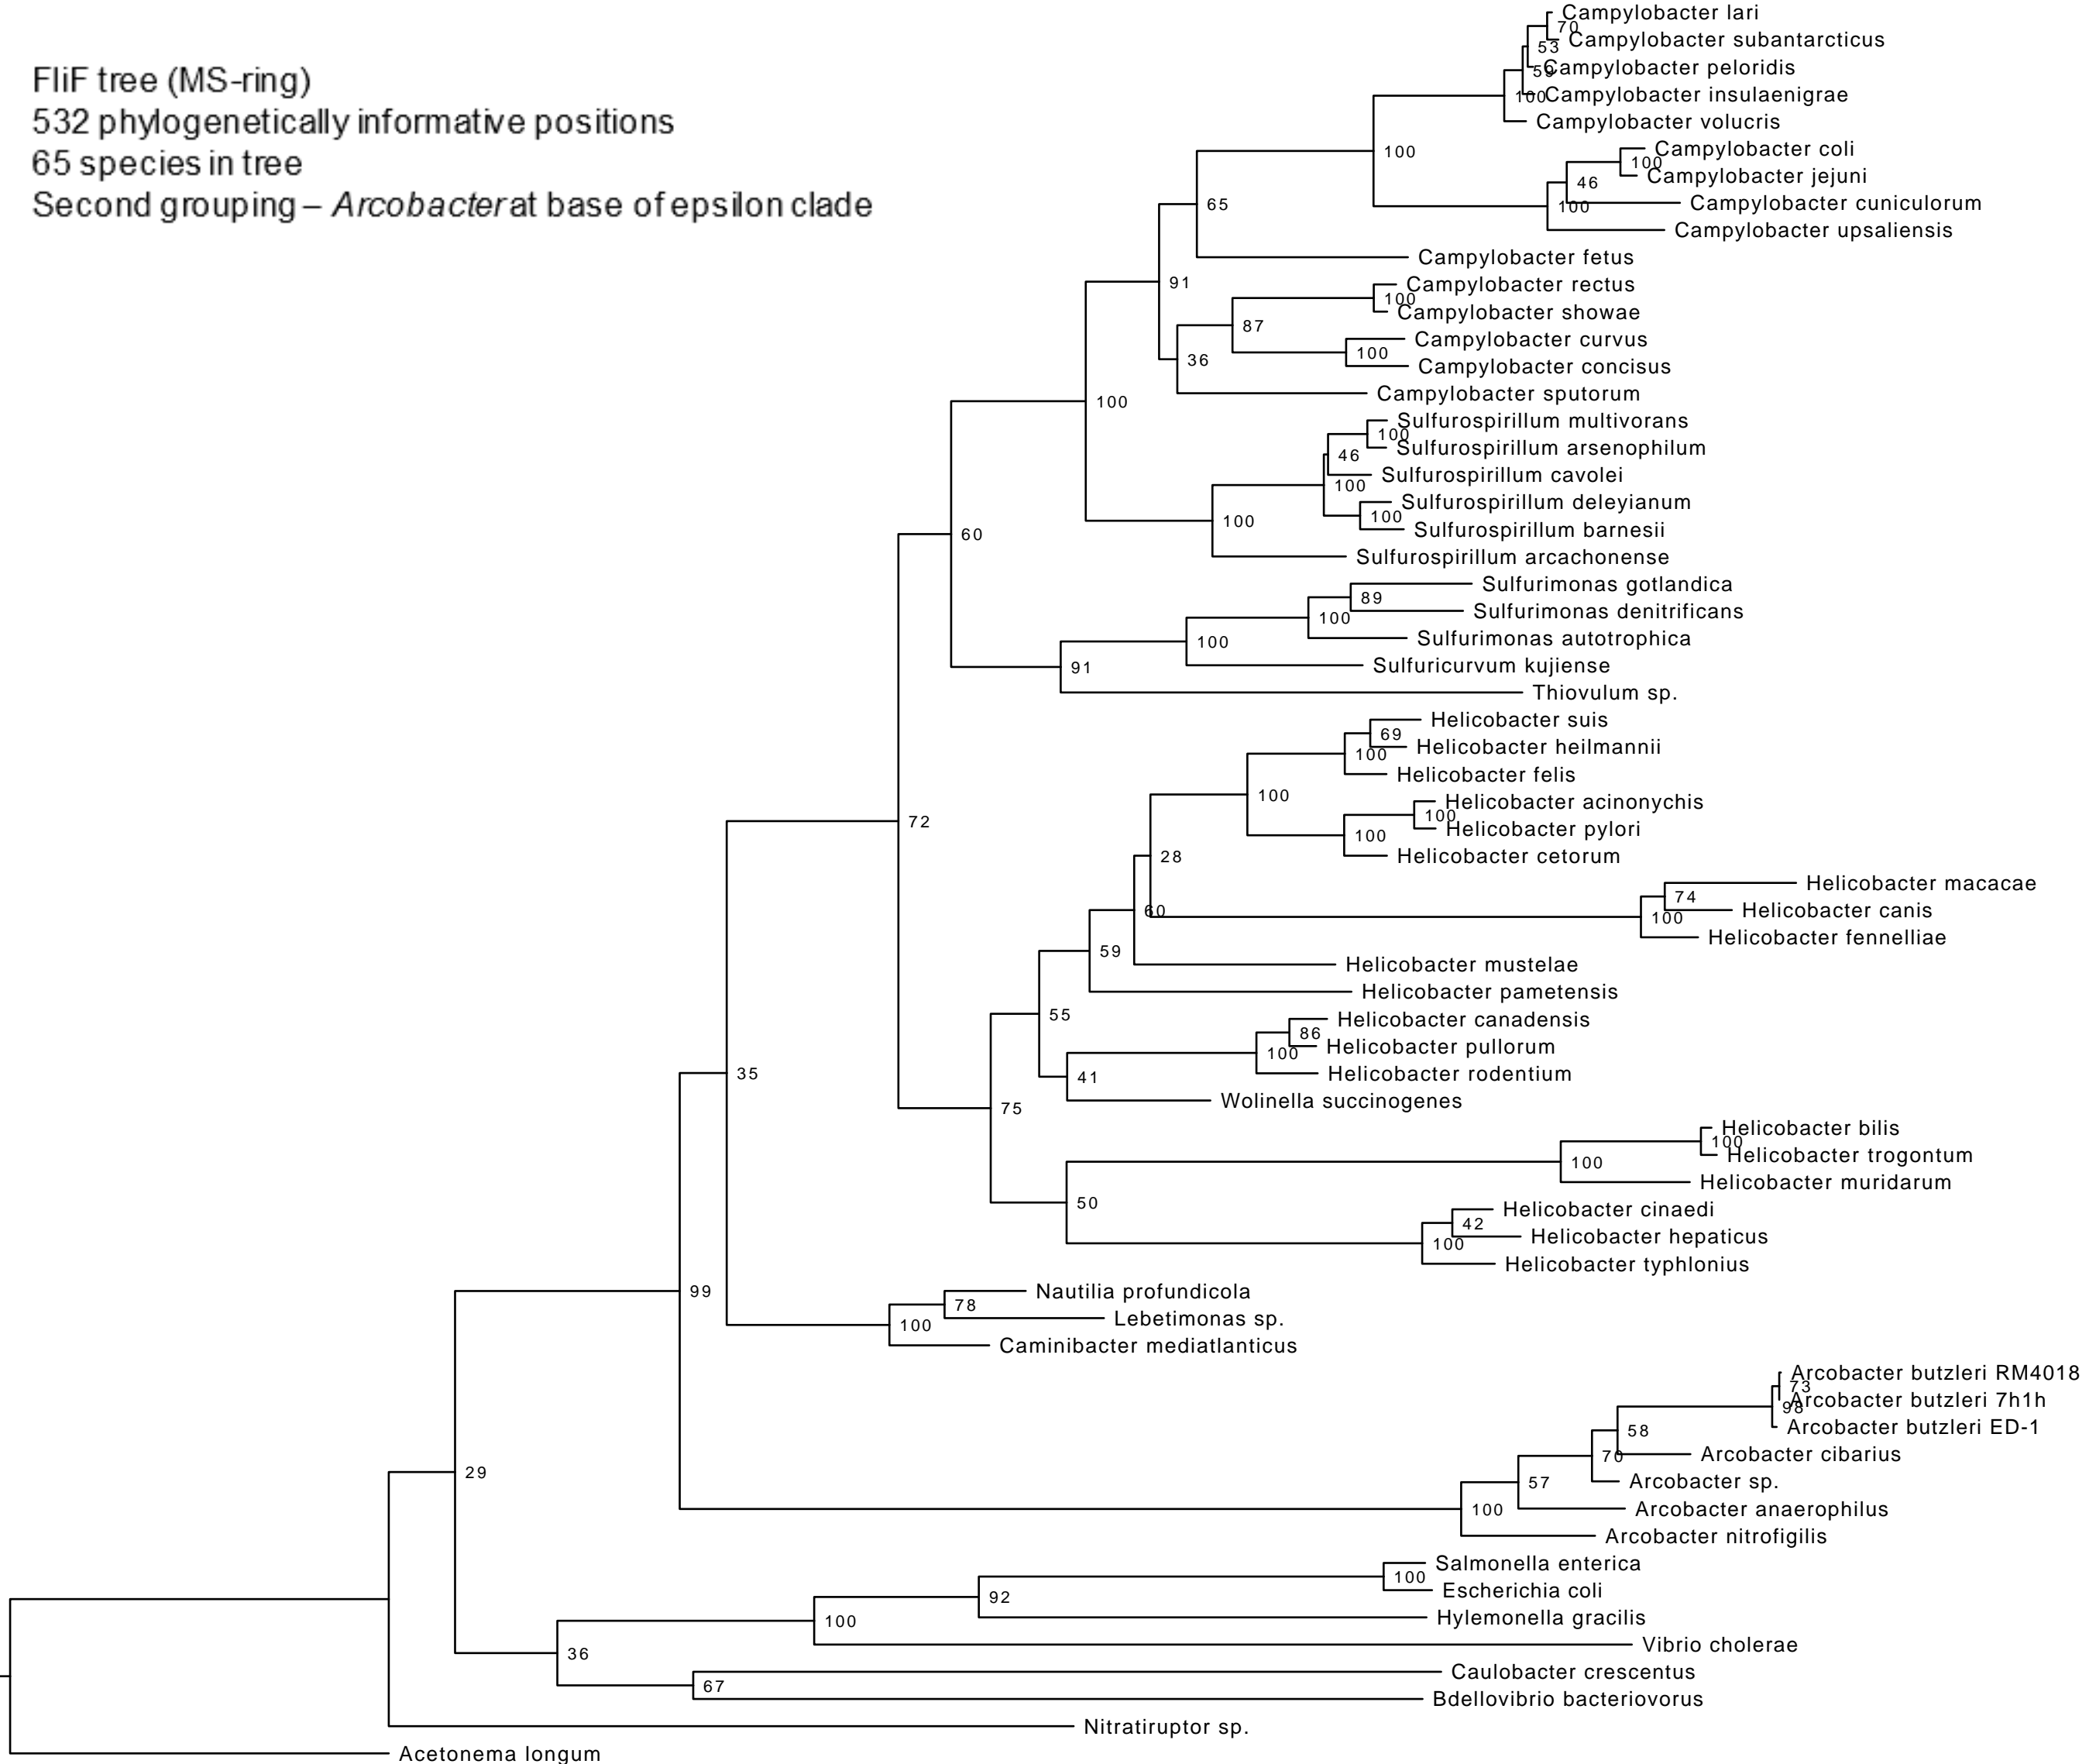 FliF tree (MS-ring)
532 phylogenetically informative positions
65 species in tree
Second grouping – Arcobacter at base of epsilon clade
Campylobacter lari
70
Campylobacter subantarcticus
53
Campylobacter peloridis
59
Campylobacter insulaenigrae
100
Campylobacter volucris
100
Campylobacter coli
100
Campylobacter jejuni
46
Campylobacter cuniculorum
100
65
Campylobacter upsaliensis
Campylobacter fetus
91
Campylobacter rectus
100
Campylobacter showae
87
Campylobacter curvus
100
36
Campylobacter concisus
Campylobacter sputorum
100
Sulfurospirillum multivorans
100
Sulfurospirillum arsenophilum
46
Sulfurospirillum cavolei
100
Sulfurospirillum deleyianum
100
100
Sulfurospirillum barnesii
60
Sulfurospirillum arcachonense
Sulfurimonas gotlandica
89
Sulfurimonas denitrificans
100
Sulfurimonas autotrophica
100
Sulfuricurvum kujiense
91
Thiovulum sp.
Helicobacter suis
69
Helicobacter heilmannii
100
Helicobacter felis
100
Helicobacter acinonychis
100
72
Helicobacter pylori
100
Helicobacter cetorum
28
Helicobacter macacae
74
Helicobacter canis
60
100
Helicobacter fennelliae
59
Helicobacter mustelae
Helicobacter pametensis
55
Helicobacter canadensis
86
Helicobacter pullorum
100
Helicobacter rodentium
35
41
Wolinella succinogenes
75
Helicobacter bilis
100
Helicobacter trogontum
100
Helicobacter muridarum
50
Helicobacter cinaedi
42
Helicobacter hepaticus
100
Helicobacter typhlonius
99
Nautilia profundicola
78
Lebetimonas sp.
100
Caminibacter mediatlanticus
Arcobacter butzleri RM4018
73
Arcobacter butzleri 7h1h
98
Arcobacter butzleri ED-1
58
Arcobacter cibarius
70
29
Arcobacter sp.
57
Arcobacter anaerophilus
100
Arcobacter nitrofigilis
Salmonella enterica
100
Escherichia coli
92
Hylemonella gracilis
100
Vibrio cholerae
36
Caulobacter crescentus
67
Bdellovibrio bacteriovorus
Nitratiruptor sp.
Acetonema longum